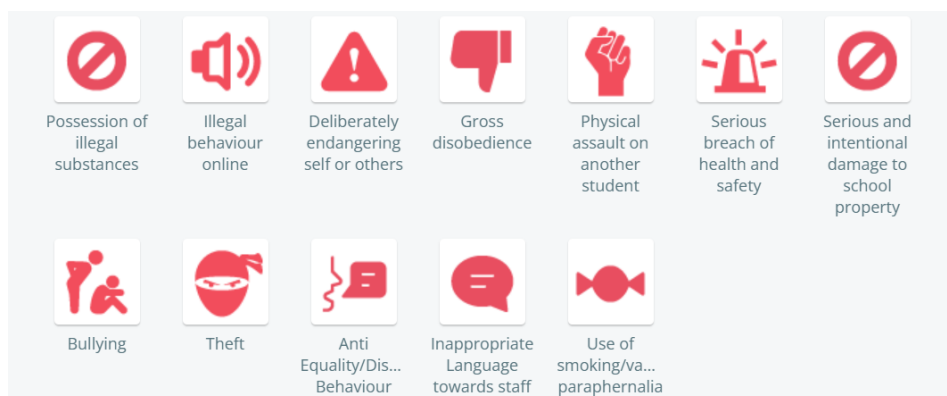 Possession of
illegal
substances
Illegal
behaviour
online
Deliberately
endangering
self or others
Gross
disobedience
Physical
assault on
another
student
Serious
breach of
health and
safety
Serious and
intentional
damage to
school
property
Bullying
Theft
Anti
Equality/Dis...
Behaviour
Inappropriate
Language
towards staff
Use of
smoking/va...
paraphernalia